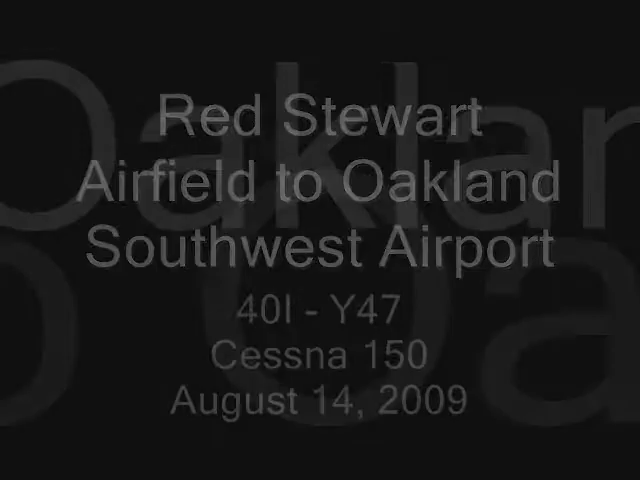 Red Stewart
Airfield to Oakland
Southwest Airport
40I - Y47
Cessna 150
August 14, 2009